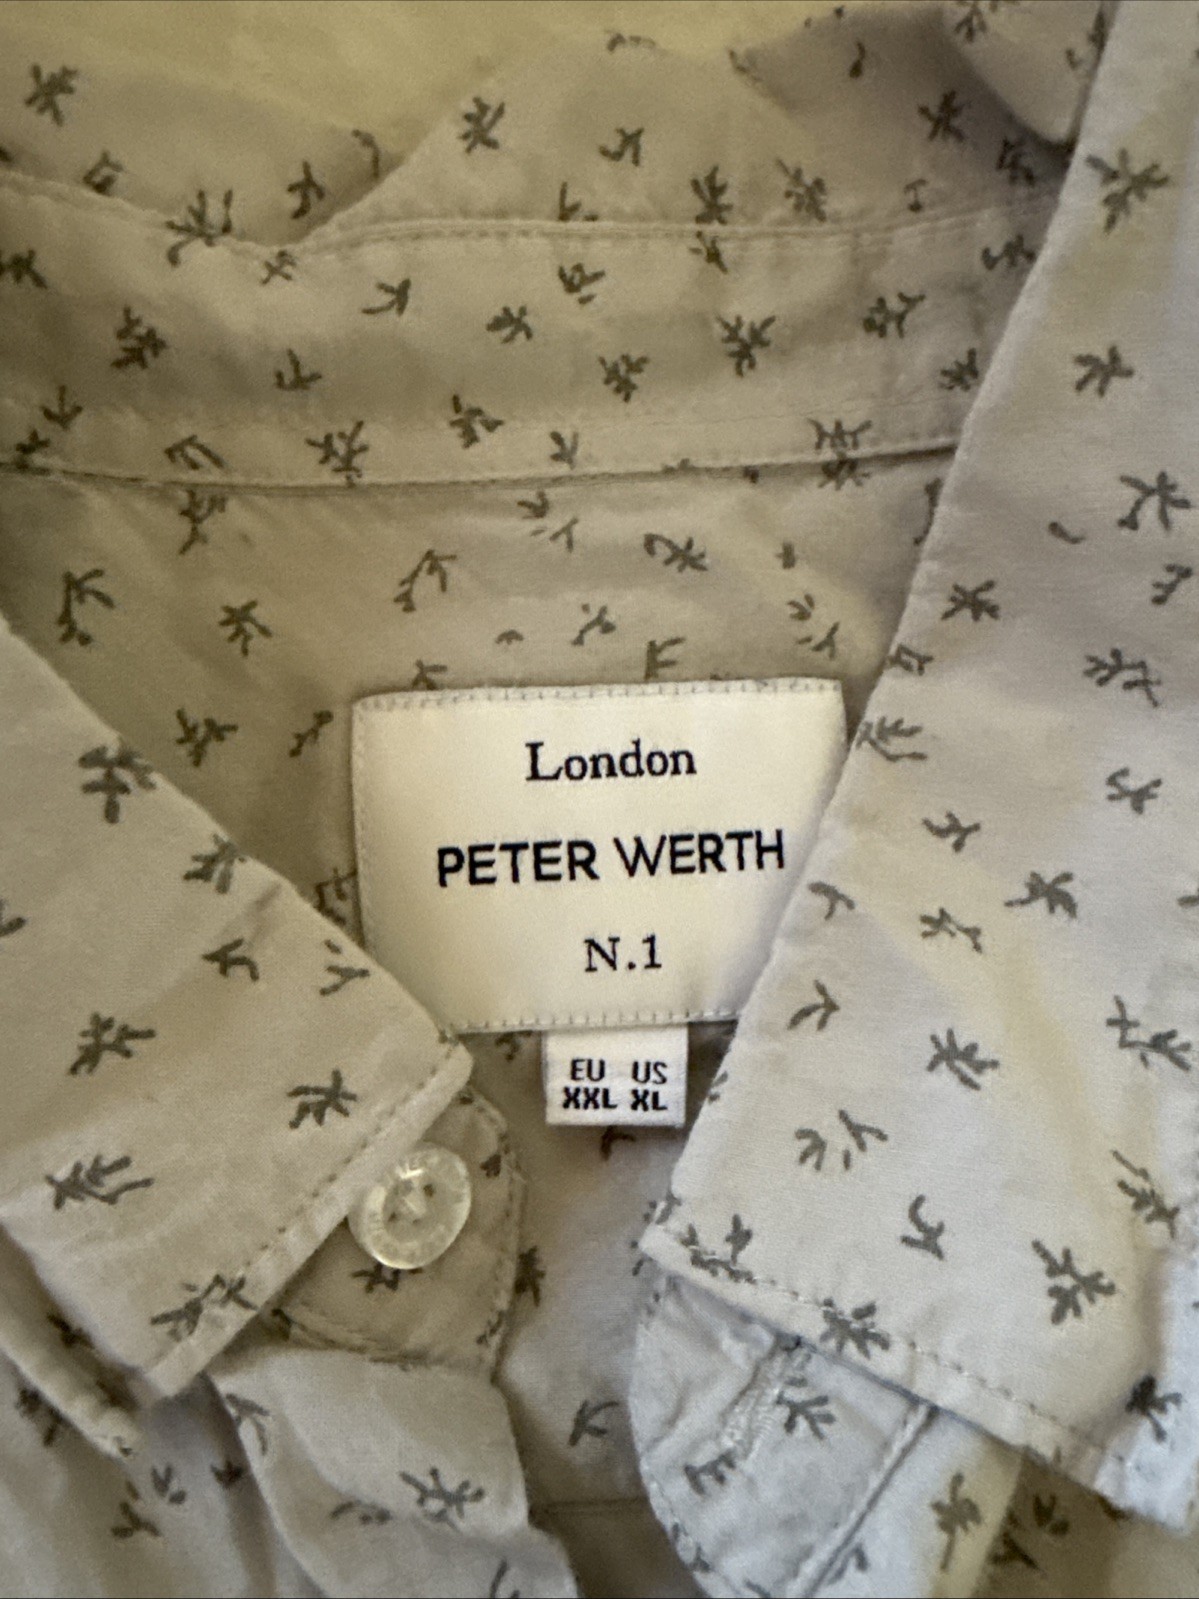 London
PETER WERTH
N.1
EU US
XXL XL